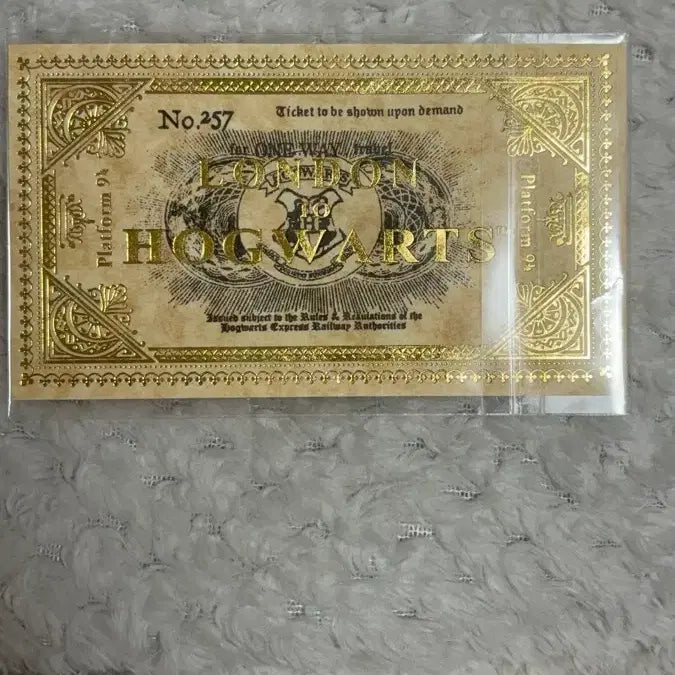 No.257
Ticket to be shown upon demand
for ONE WAY travel
LONDON
HOGWARTS
to
H
HOGWARTS™
Issued subject to the Rules & Regulations of the
Hogwarts Express Railway Authorities
Platform 9¾
Platform 9¾